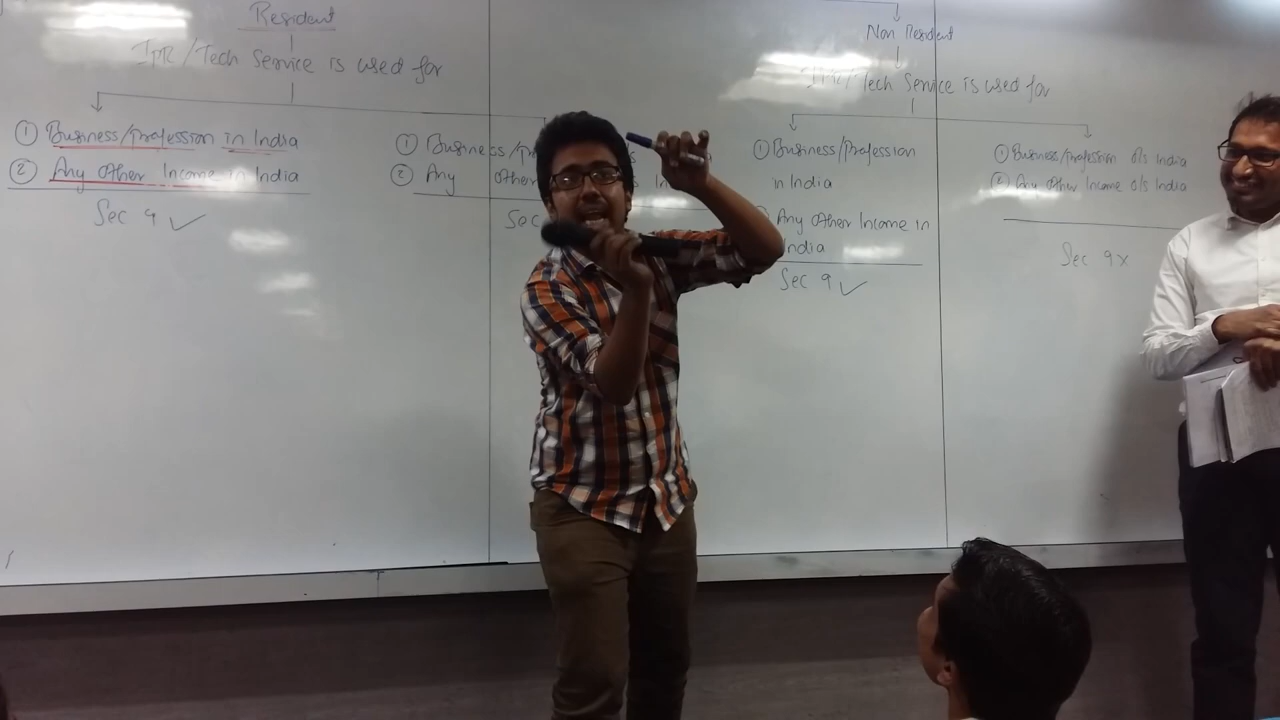 Resident
IPR/Tech Service is used for
① Business/Profession in India
② Any Other Income in India
Sec 9 ✓
① Business/
② Any Other
Sec
Non Resident
IPR/Tech Service is used for
① Business/Profession
in India
Any Other Income in
India
Sec 9 ✓
① Business/Profession o/s India
② Any Other Income o/s India
Sec 9 x